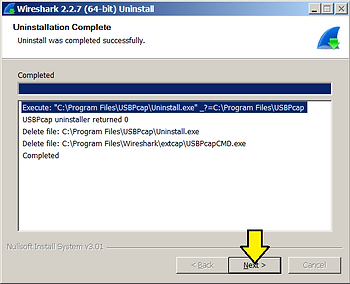 Wireshark 2.2.7 (64-bit) Uninstall
Uninstallation Complete
Uninstall was completed successfully.
Completed
Execute: "C:\Program Files\USBPcap\Uninstall.exe" _?=C:\Program Files\USBPcap
USBPcap uninstaller returned 0
Delete file: C:\Program Files\USBPcap\Uninstall.exe
Delete file: C:\Program Files\Wireshark\extcap\USBPcapCMD.exe
Completed
Nullsoft Install System v3.01
< Back
Next >
Cancel